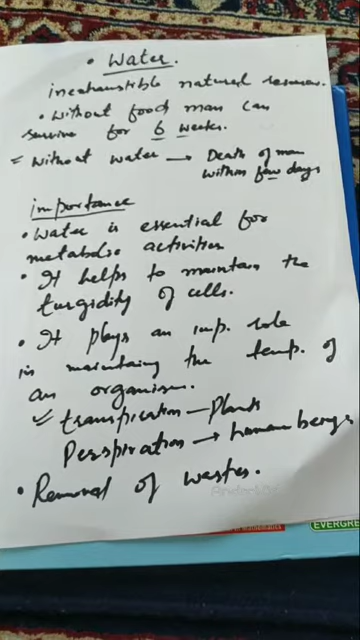 • Water.
inexhaustible natural resource.
• Without food man can
survive for 6 weeks.
= Without water → Death of man
within few days
importance
• Water is essential for
metabolic activities
• It helps to maintain the
turgidity of cells.
• It plays an imp. role
in maintaing the temp. of
an organism.
transpiration — Plants
Perspiration → human beings
• Removal of wastes.
EVERGRE